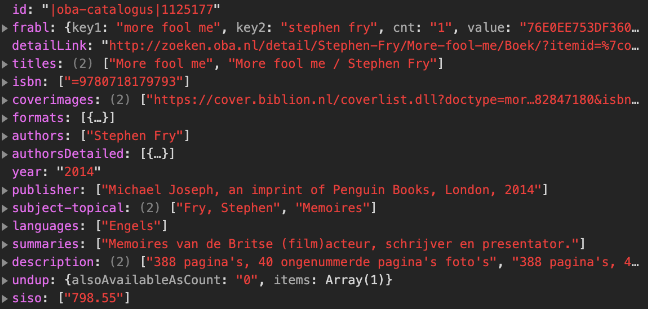 id: "|oba-catalogus|1125177"
frabl: {key1: "more fool me", key2: "stephen fry", cnt: "1", value: "76E0EE753DF360…
detailLink: "http://zoeken.oba.nl/detail/Stephen-Fry/More-fool-me/Boek/?itemid=%7co…
titles: (2) ["More fool me", "More fool me / Stephen Fry"]
isbn: ["=9780718179793"]
coverimages: (2) ["https://cover.biblion.nl/coverlist.dll?doctype=mor…82847180&isbn…
formats: [{…}]
authors: ["Stephen Fry"]
authorsDetailed: [{…}]
year: "2014"
publisher: ["Michael Joseph, an imprint of Penguin Books, London, 2014"]
subject-topical: (2) ["Fry, Stephen", "Memoires"]
languages: ["Engels"]
summaries: ["Memoires van de Britse (film)acteur, schrijver en presentator."]
description: (2) ["388 pagina's, 40 ongenummerde pagina's foto's", "388 pagina's, 4…
undup: {alsoAvailableAsCount: "0", items: Array(1)}
siso: ["798.55"]